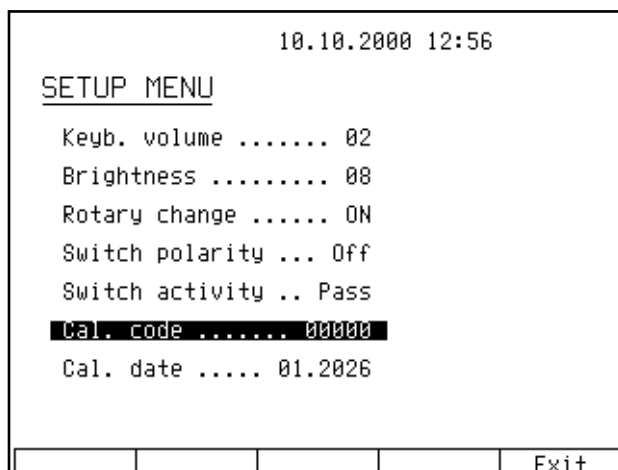 10.10.2000 12:56
SETUP MENU
Keyb. volume ....... 02
Brightness ......... 08
Rotary change ...... ON
Switch polarity ... Off
Switch activity .. Pass
Cal. code ....... 00000
Cal. date ..... 01.2026
Exit